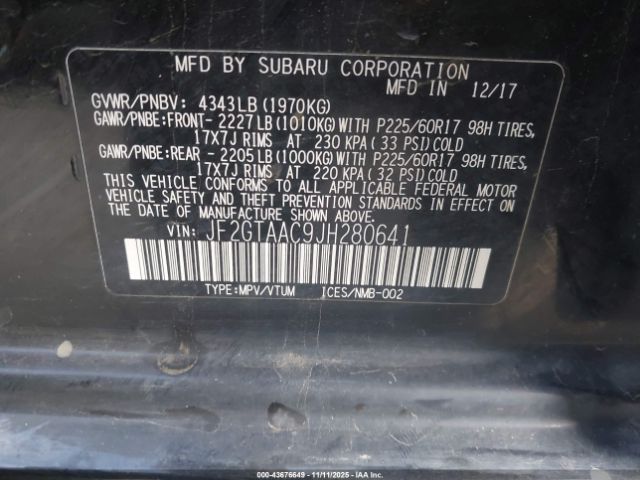 MFD BY SUBARU CORPORATION
MFD IN 12/17
GVWR/PNBV: 4343LB (1970KG)
GAWR/PNBE:FRONT-2227LB(1010KG)WITH P225/60R17 98H TIRES,
17X7J RIMS AT 230 KPA (33 PSI)COLD
GAWR/PNBE:REAR -2205LB(1000KG)WITH P225/60R17 98H TIRES,
17X7J RIMS AT 220 KPA(32 PSI)COLD
THIS VEHICLE CONFORMS TO ALL APPLICABLE FEDERAL MOTOR
VEHICLE SAFETY AND THEFT PREVENTION STANDARDS IN EFFECT
ON THE DATE OF MANUFACTURE SHOWN ABOVE.
VIN: JF2GTAAC9JH280641
TYPE:MPV/VTUM ICES/NMB-002
000-43676649 - 11/11/2025 - IAAI.COM